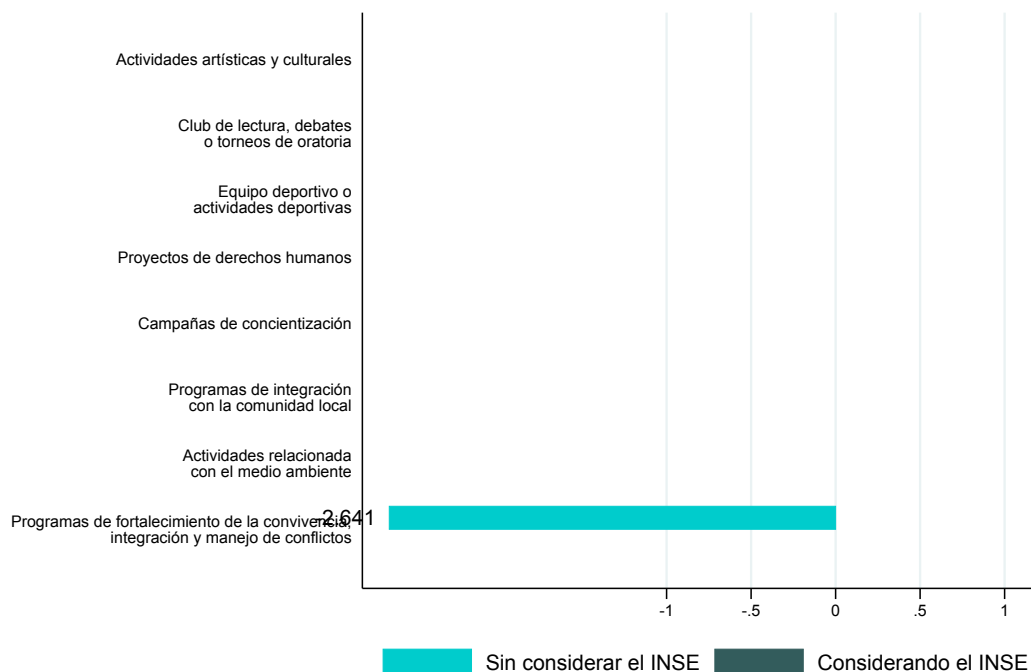 Actividades artísticas y culturales
Club de lectura, debates
o torneos de oratoria
Equipo deportivo o
actividades deportivas
Proyectos de derechos humanos
Campañas de concientización
Programas de integración
con la comunidad local
Actividades relacionada
con el medio ambiente
Programas de fortalecimiento de la convivencia,
integración y manejo de conflictos
-2.641
-1 -.5 0 .5 1
Sin considerar el INSE Considerando el INSE